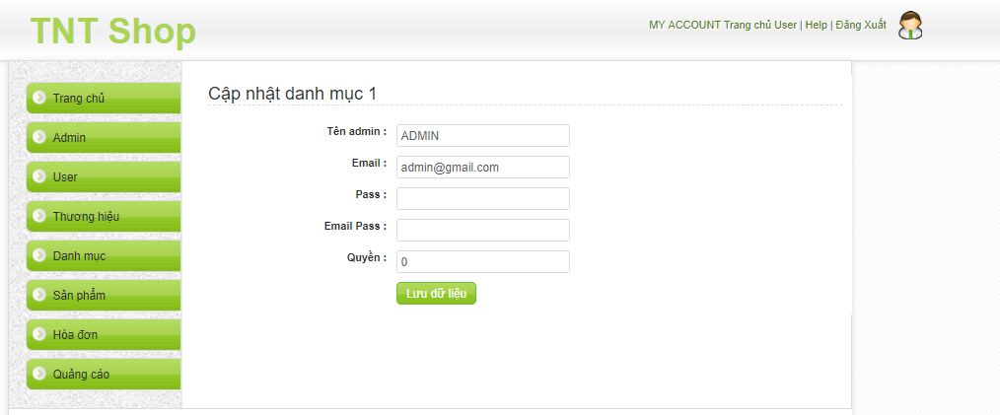 TNT Shop
MY ACCOUNT Trang chủ User | Help | Đăng Xuất
Trang chủ
Admin
User
Thương hiệu
Danh mục
Sản phẩm
Hóa đơn
Quảng cáo
Cập nhật danh mục 1
Tên admin : ADMIN
Email : admin@gmail.com
Pass :
Email Pass :
Quyền : 0
Lưu dữ liệu